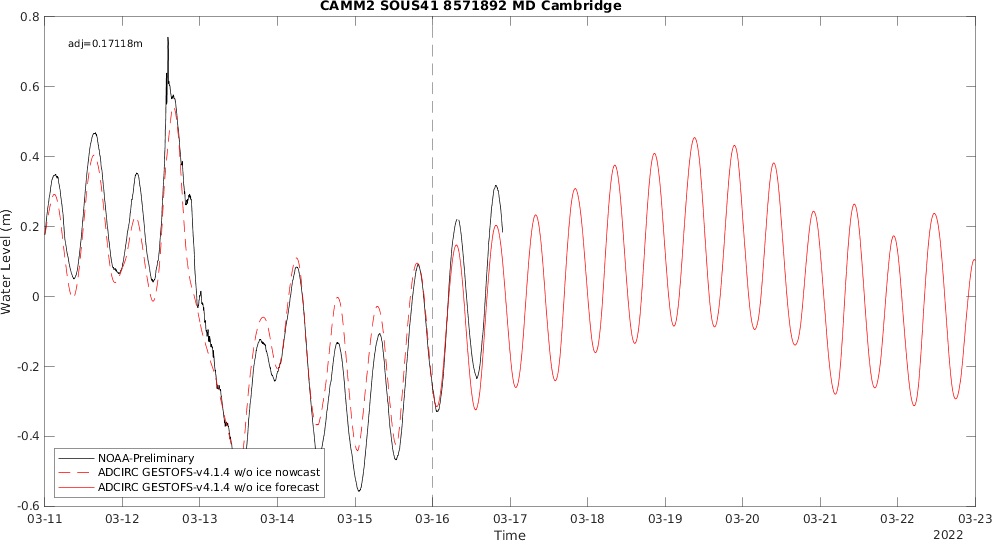 CAMM2 SOUS41 8571892 MD Cambridge
adj=0.17118m
0.8
0.6
0.4
0.2
0
-0.2
-0.4
-0.6
Water Level (m)
NOAA-Preliminary
ADCIRC GESTOFS-v4.1.4 w/o ice nowcast
ADCIRC GESTOFS-v4.1.4 w/o ice forecast
03-11 03-12 03-13 03-14 03-15 03-16 03-17 03-18 03-19 03-20 03-21 03-22 03-23
Time
2022